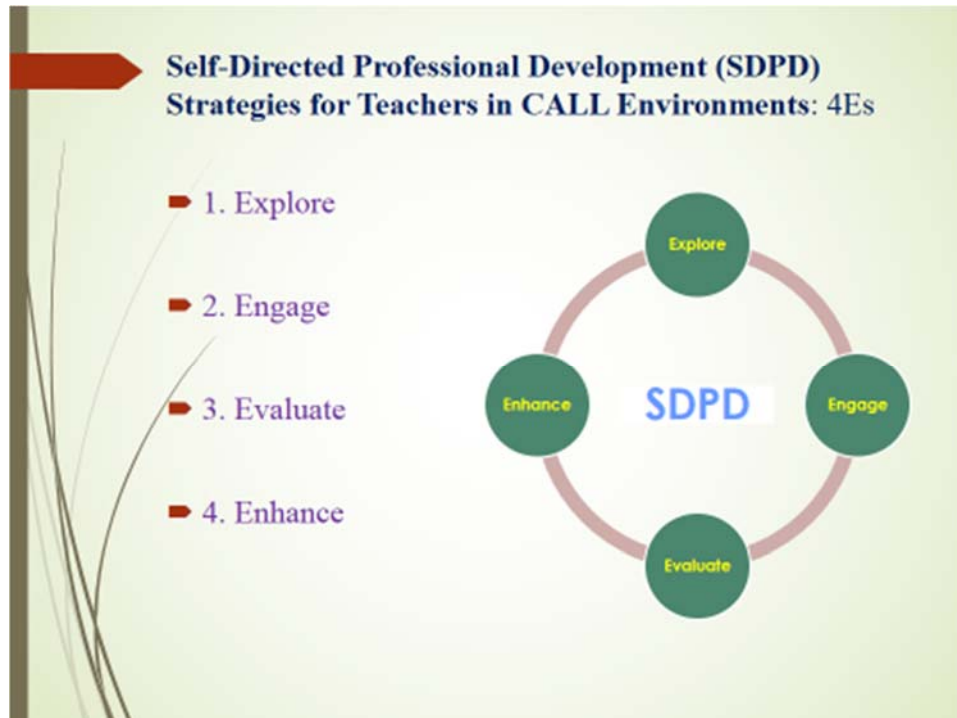 Self-Directed Professional Development (SDPD)
Strategies for Teachers in CALL Environments: 4Es
1. Explore
2. Engage
3. Evaluate
4. Enhance
Explore
Enhance
SDPD
Engage
Evaluate